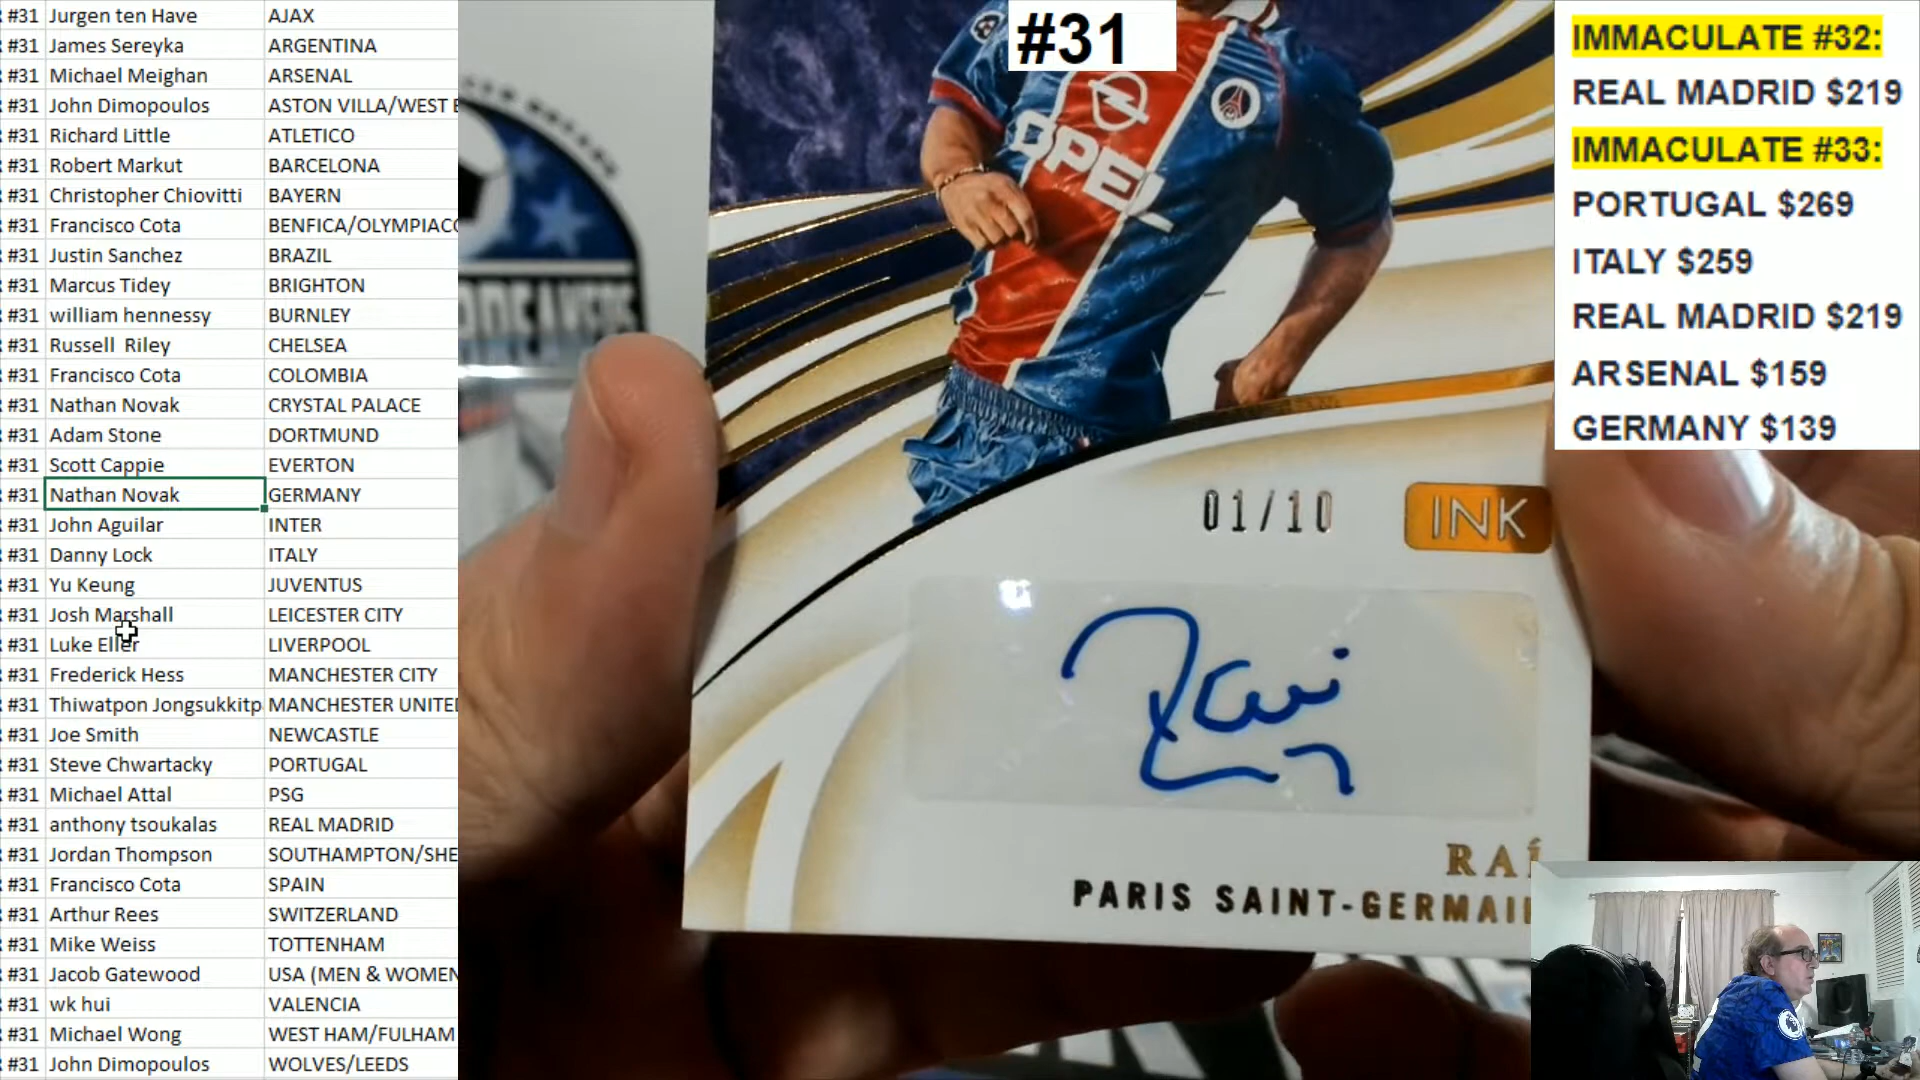 #31 Jurgen ten Have AJAX
#31 James Sereyka ARGENTINA
#31 Michael Meighan ARSENAL
#31 John Dimopoulos ASTON VILLA/WEST
#31 Richard Little ATLETICO
#31 Robert Markut BARCELONA
#31 Christopher Chiovitti BAYERN
#31 Francisco Cota BENFICA/OLYMPIAC
#31 Justin Sanchez BRAZIL
#31 Marcus Tidey BRIGHTON
#31 william hennessy BURNLEY
#31 Russell Riley CHELSEA
#31 Francisco Cota COLOMBIA
#31 Nathan Novak CRYSTAL PALACE
#31 Adam Stone DORTMUND
#31 Scott Cappie EVERTON
#31 Nathan Novak GERMANY
#31 John Aguilar INTER
#31 Danny Lock ITALY
#31 Yu Keung JUVENTUS
#31 Josh Marshall LEICESTER CITY
#31 Luke Eller LIVERPOOL
#31 Frederick Hess MANCHESTER CITY
#31 Thiwatpon Jongsukkitp MANCHESTER UNITE
#31 Joe Smith NEWCASTLE
#31 Steve Chwartacky PORTUGAL
#31 Michael Attal PSG
#31 anthony tsoukalas REAL MADRID
#31 Jordan Thompson SOUTHAMPTON/SHE
#31 Francisco Cota SPAIN
#31 Arthur Rees SWITZERLAND
#31 Mike Weiss TOTTENHAM
#31 Jacob Gatewood USA (MEN & WOMEN
#31 wk hui VALENCIA
#31 Michael Wong WEST HAM/FULHAM
#31 John Dimopoulos WOLVES/LEEDS
#31
OPEL
01/10
INK
Raí
RAÍ
PARIS SAINT-GERMAI
IMMACULATE #32:
REAL MADRID $219
IMMACULATE #33:
PORTUGAL $269
ITALY $259
REAL MADRID $219
ARSENAL $159
GERMANY $139